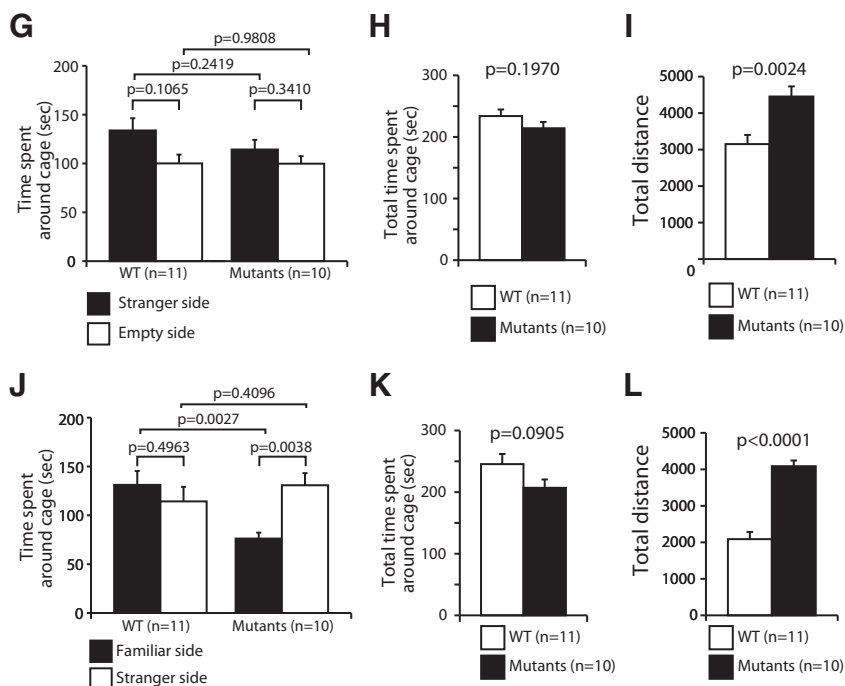 G
p=0.9808
p=0.2419
p=0.1065
p=0.3410
200
150
100
50
0
Time spent
around cage (sec)
WT (n=11)
Mutants (n=10)
Stranger side
Empty side
H
p=0.1970
300
200
100
0
Total time spent
around cage (sec)
WT (n=11)
Mutants (n=10)
I
p=0.0024
5000
4000
3000
2000
1000
0
Total distance
WT (n=11)
Mutants (n=10)
J
p=0.4096
p=0.0027
p=0.4963
p=0.0038
200
150
100
50
0
Time spent
around cage (sec)
WT (n=11)
Mutants (n=10)
Familiar side
Stranger side
K
p=0.0905
300
200
100
0
Total time spent
around cage (sec)
WT (n=11)
Mutants (n=10)
L
p<0.0001
5000
4000
3000
2000
1000
0
Total distance
WT (n=11)
Mutants (n=10)